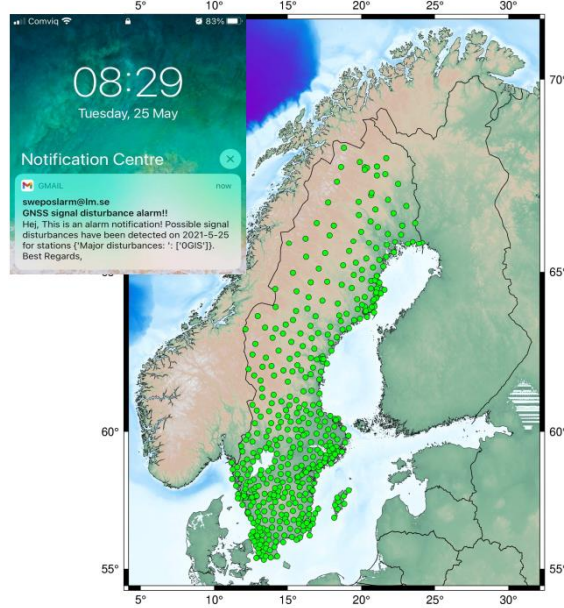 5° 10° 15° 20° 25° 30°
Comviq 83%
08:29
Tuesday, 25 May
Notification Centre
GMAIL now
sweposlarm@lm.se
GNSS signal disturbance alarm!!
Hej, This is an alarm notification! Possible signal
disturbances have been detected on 2021-5-25
for stations {'Major disturbances: ': ['0GIS']}.
Best Regards,
70°
65° 65°
60° 60°
55° 55°
5° 10° 15° 20° 25° 30°